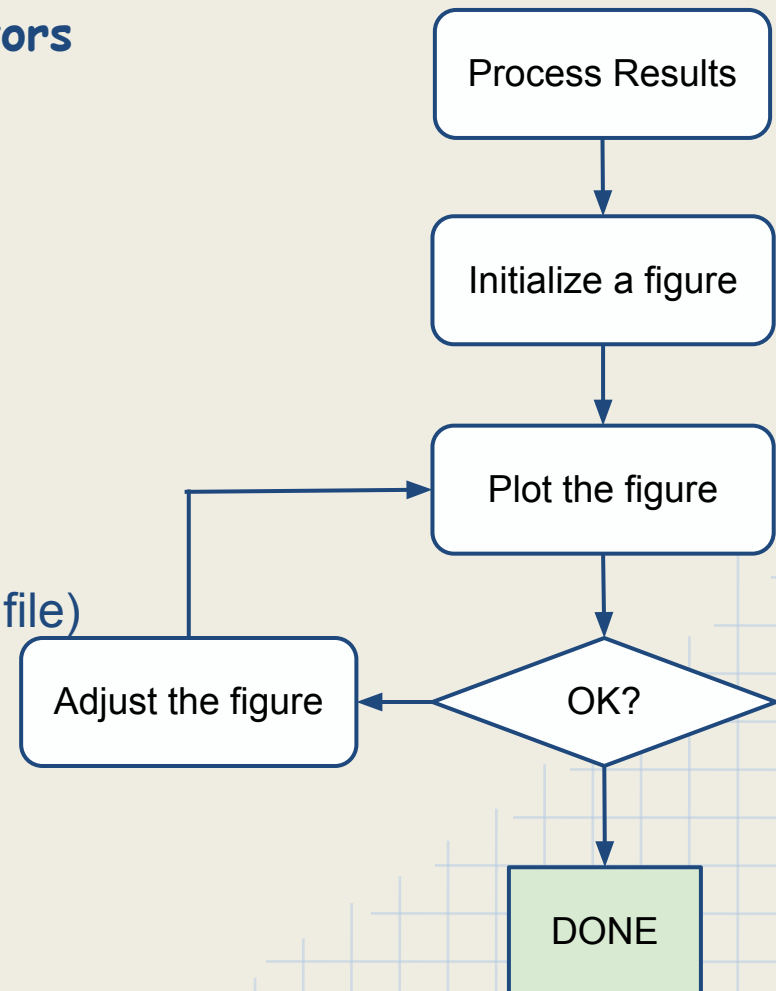 ors
Process Results
Initialize a figure
Plot the figure
file)
Adjust the figure
OK?
DONE